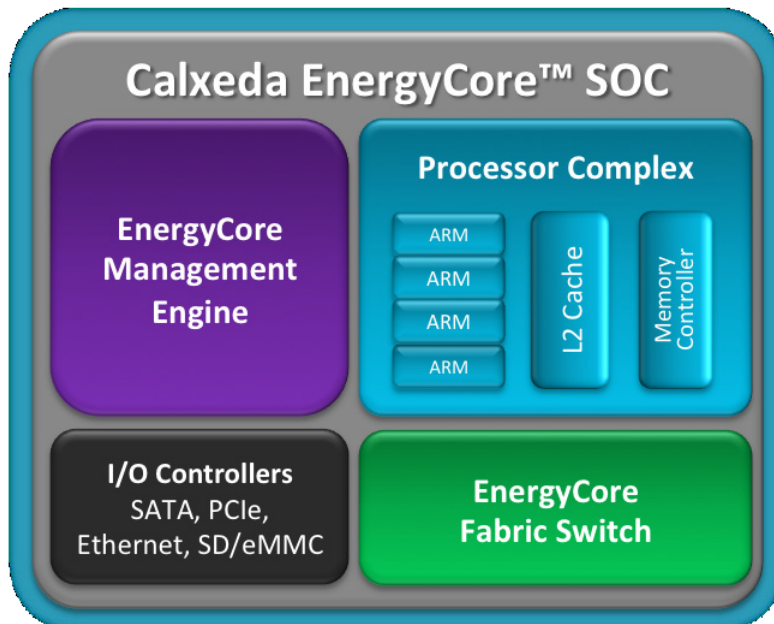 Calxeda EnergyCore™ SOC
EnergyCore
Management
Engine
Processor Complex
ARM
ARM
ARM
ARM
L2 Cache
Memory
Controller
I/O Controllers
SATA, PCIe,
Ethernet, SD/eMMC
EnergyCore
Fabric Switch